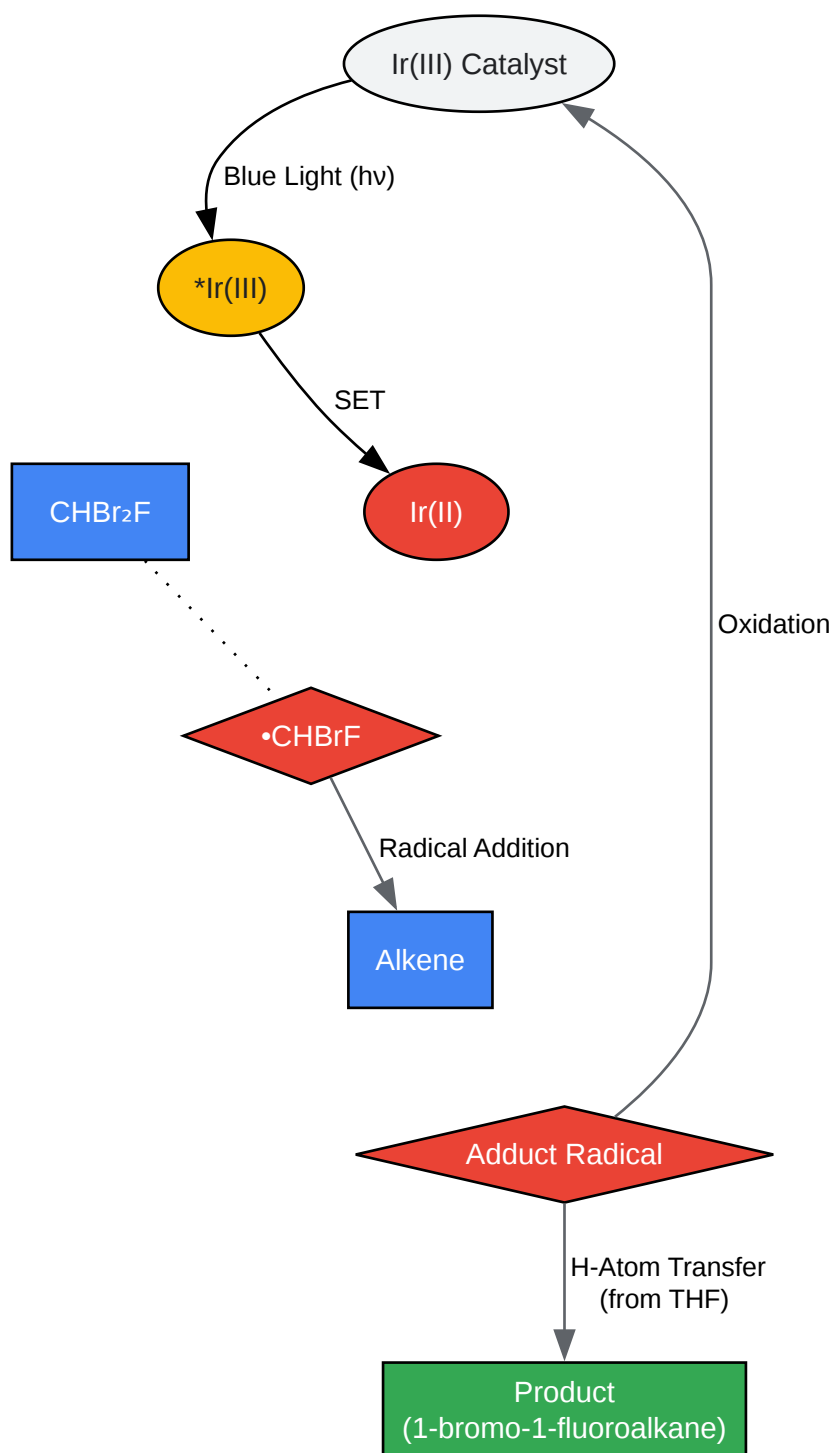 Ir(III) Catalyst
Blue Light (hν)
*Ir(III)
SET
CHBr₂F
Ir(II)
Oxidation
•CHBrF
Radical Addition
Alkene
Adduct Radical
H-Atom Transfer
(from THF)
Product
(1-bromo-1-fluoroalkane)